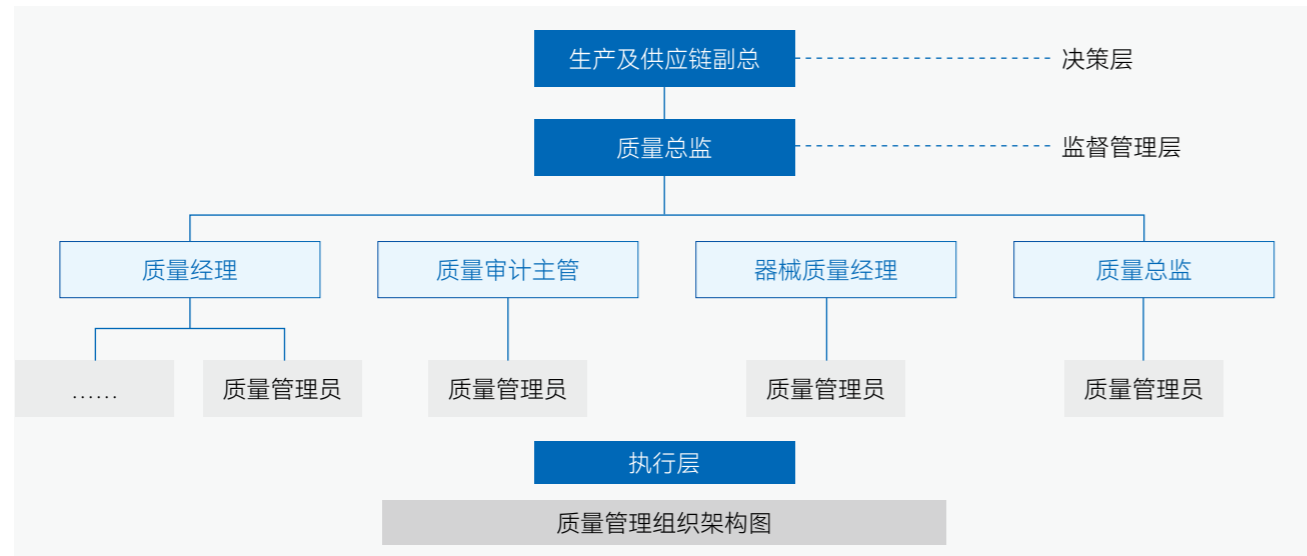 生产及供应链副总
决策层
质量总监
监督管理层
质量经理
质量审计主管
器械质量经理
质量总监
……
质量管理员
质量管理员
质量管理员
质量管理员
执行层
质量管理组织架构图